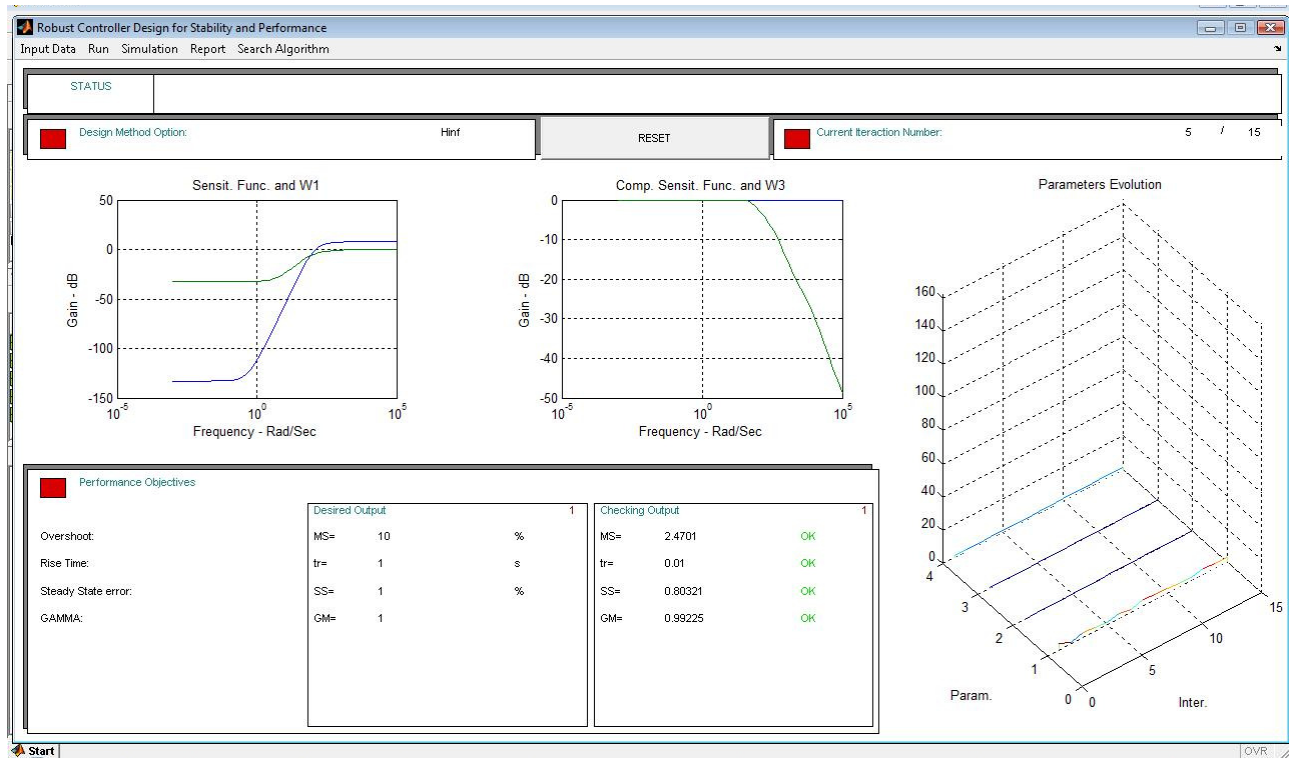 Robust Controller Design for Stability and Performance
Input Data Run Simulation Report Search Algorithm
STATUS
Design Method Option: Hinf
RESET
Current Iteraction Number: 5 / 15
Sensit. Func. and W1
50
0
-50
-100
-150
Gain - dB
10^-5 10^0 10^5
Frequency - Rad/Sec
Comp. Sensit. Func. and W3
0
-10
-20
-30
-40
-50
Gain - dB
10^-5 10^0 10^5
Frequency - Rad/Sec
Parameters Evolution
160
140
120
100
80
60
40
20
0
4
3
2
1
0
0
5
10
15
Param.
Inter.
Performance Objectives
Desired Output 1
Checking Output 1
Overshoot: MS= 10 % MS= 2.4701 OK
Rise Time: tr= 1 s tr= 0.01 OK
Steady State error: SS= 1 % SS= 0.80321 OK
GAMMA: GM= 1 GM= 0.99225 OK
Start
OVR